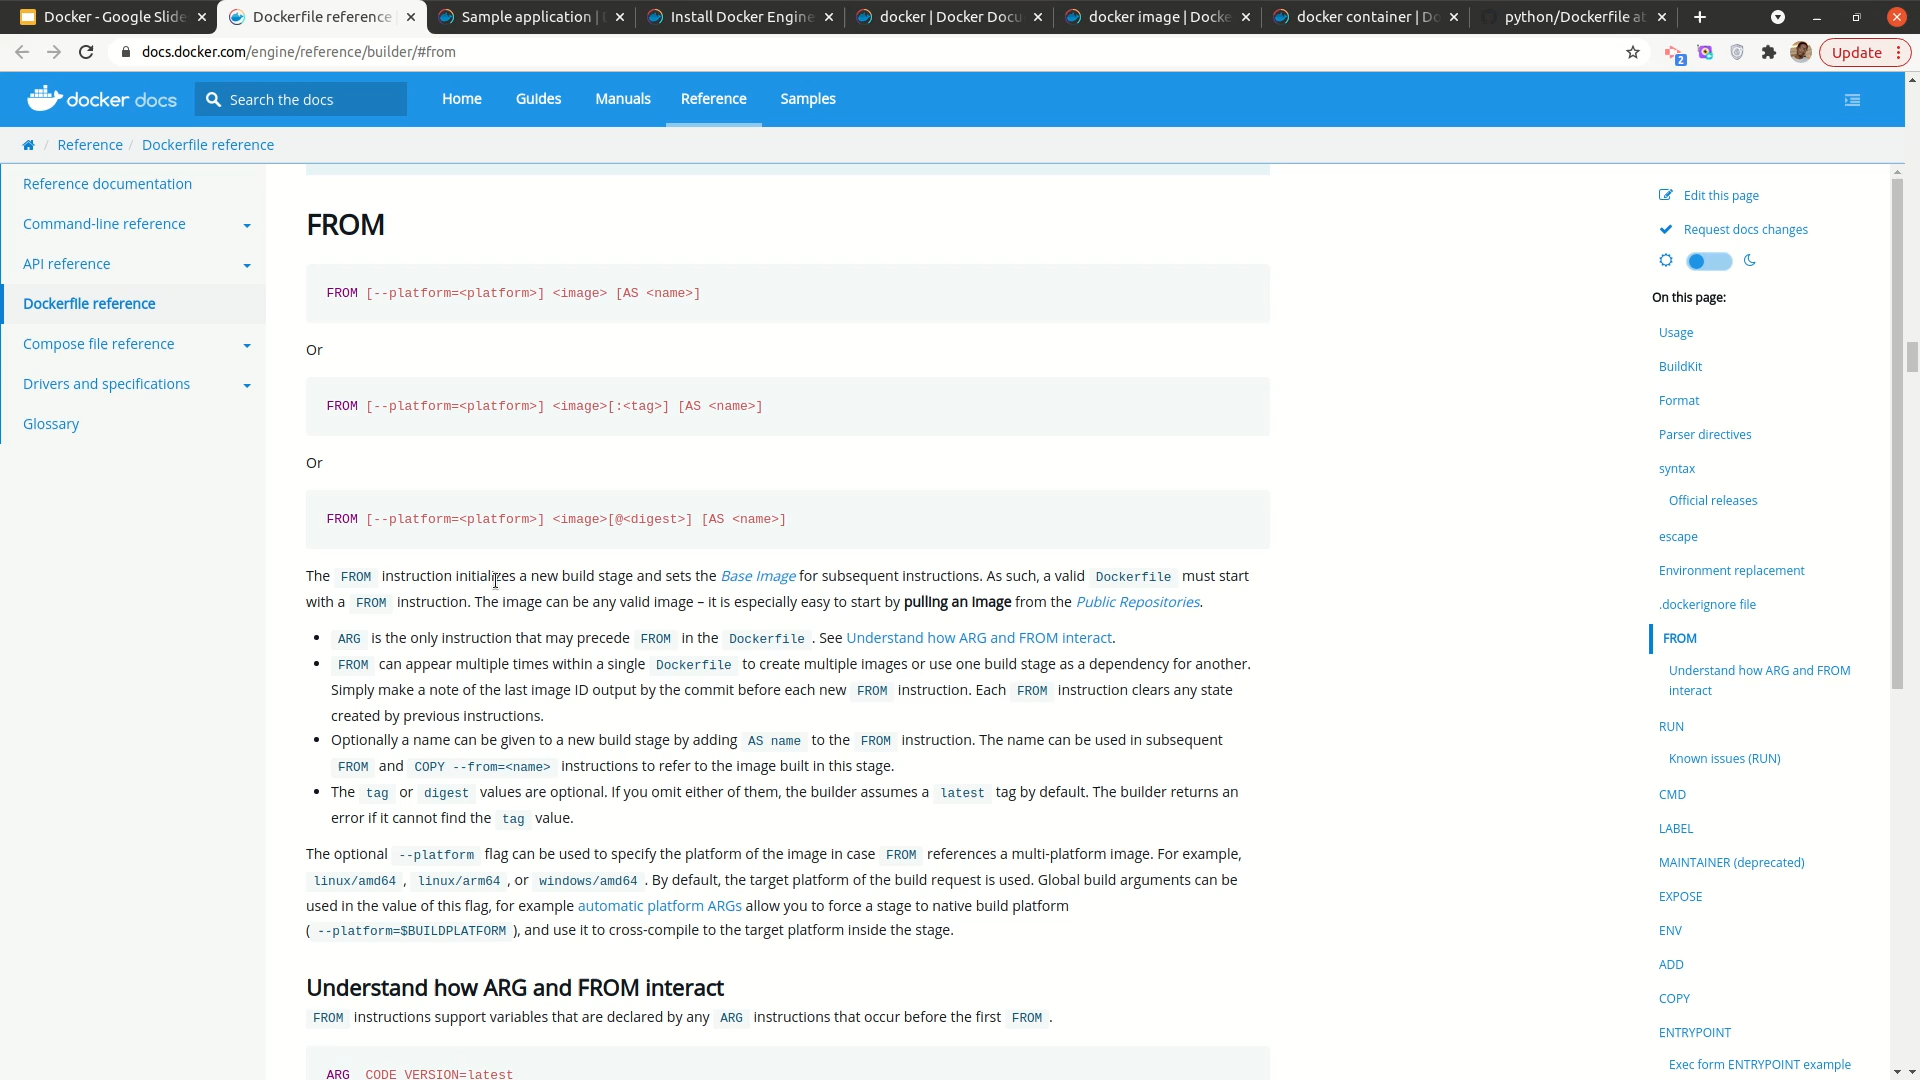 Docker - Google Slide
Dockerfile reference
Sample application | D
Install Docker Engine
docker | Docker Docu
docker image | Docke
docker container | Do
python/Dockerfile at
docs.docker.com/engine/reference/builder/#from
2
Update
docker docs
Search the docs
Home
Guides
Manuals
Reference
Samples
/ Reference / Dockerfile reference
Reference documentation
Command-line reference
API reference
Dockerfile reference
Compose file reference
Drivers and specifications
Glossary
FROM
FROM [--platform=<platform>] <image> [AS <name>]
Or
FROM [--platform=<platform>] <image>[:<tag>] [AS <name>]
Or
FROM [--platform=<platform>] <image>[@<digest>] [AS <name>]
The FROM instruction initializes a new build stage and sets the Base Image for subsequent instructions. As such, a valid Dockerfile must start
with a FROM instruction. The image can be any valid image – it is especially easy to start by pulling an image from the Public Repositories.
• ARG is the only instruction that may precede FROM in the Dockerfile . See Understand how ARG and FROM interact.
• FROM can appear multiple times within a single Dockerfile to create multiple images or use one build stage as a dependency for another.
Simply make a note of the last image ID output by the commit before each new FROM instruction. Each FROM instruction clears any state
created by previous instructions.
• Optionally a name can be given to a new build stage by adding AS name to the FROM instruction. The name can be used in subsequent
FROM and COPY --from=<name> instructions to refer to the image built in this stage.
• The tag or digest values are optional. If you omit either of them, the builder assumes a latest tag by default. The builder returns an
error if it cannot find the tag value.
The optional --platform flag can be used to specify the platform of the image in case FROM references a multi-platform image. For example,
linux/amd64 , linux/arm64 , or windows/amd64 . By default, the target platform of the build request is used. Global build arguments can be
used in the value of this flag, for example automatic platform ARGs allow you to force a stage to native build platform
( --platform=$BUILDPLATFORM ), and use it to cross-compile to the target platform inside the stage.
Understand how ARG and FROM interact
FROM instructions support variables that are declared by any ARG instructions that occur before the first FROM .
ARG CODE_VERSION=latest
Edit this page
Request docs changes
On this page:
Usage
BuildKit
Format
Parser directives
syntax
Official releases
escape
Environment replacement
.dockerignore file
FROM
Understand how ARG and FROM
interact
RUN
Known issues (RUN)
CMD
LABEL
MAINTAINER (deprecated)
EXPOSE
ENV
ADD
COPY
ENTRYPOINT
Exec form ENTRYPOINT example